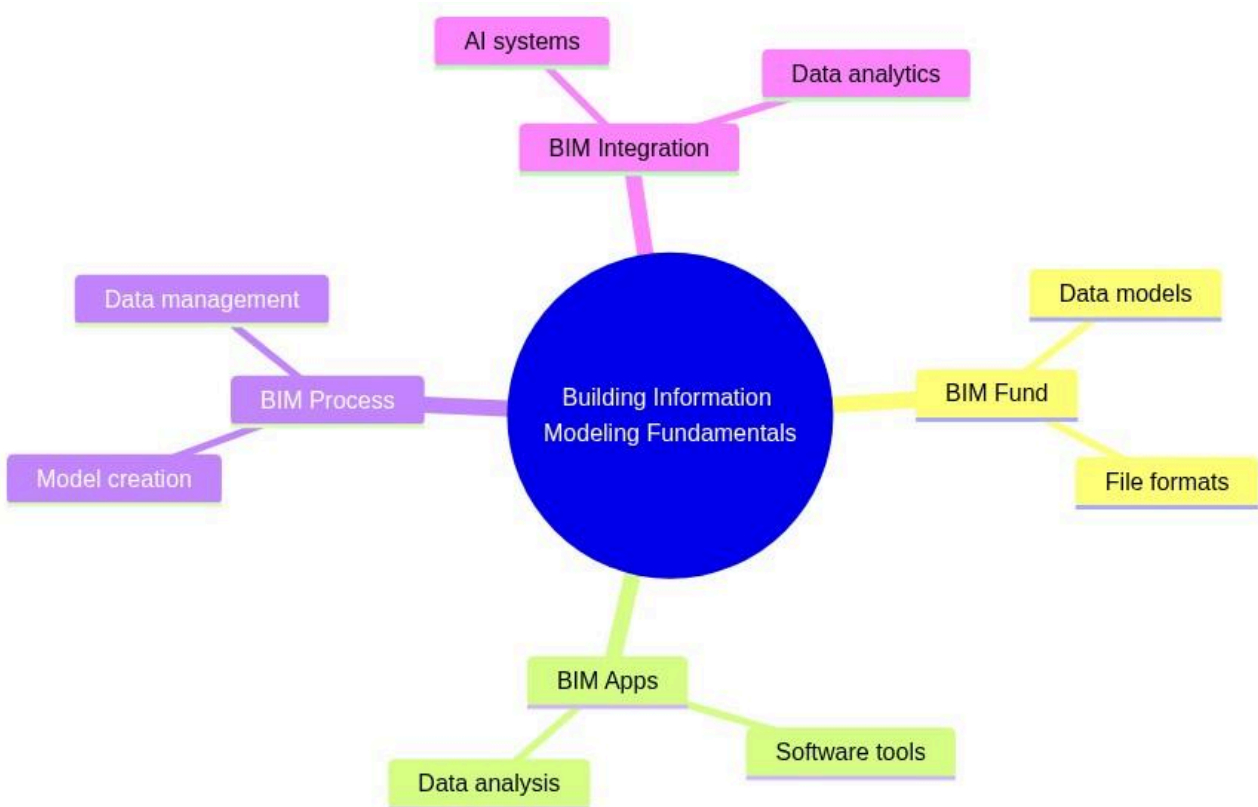 AI systems
Data analytics
BIM Integration
Data management
Data models
BIM Process
BIM Fund
Building Information
Modeling Fundamentals
Model creation
File formats
BIM Apps
Software tools
Data analysis